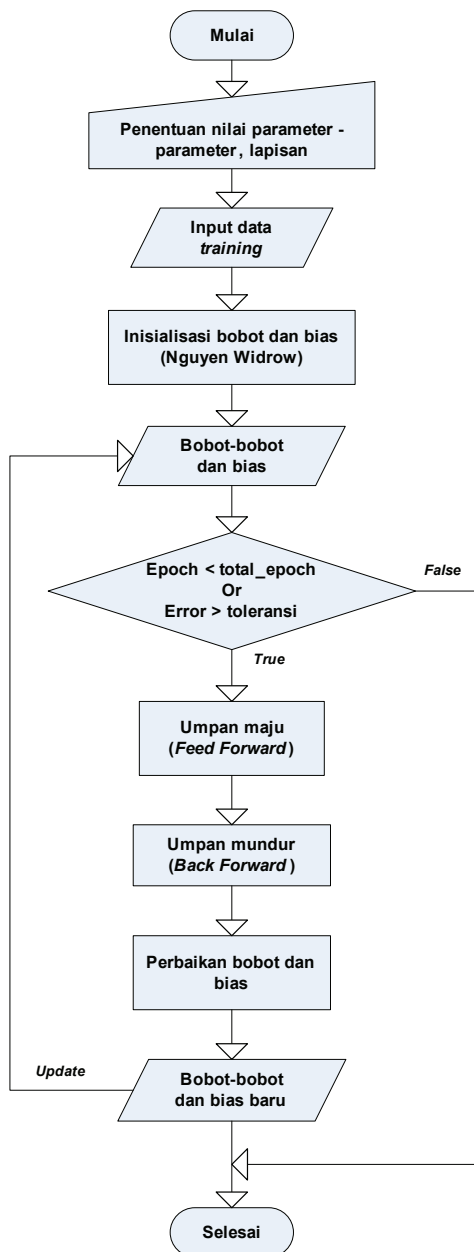 Mulai
Penentuan nilai parameter -
parameter, lapisan
Input data
training
Inisialisasi bobot dan bias
(Nguyen Widrow)
Bobot-bobot
dan bias
Epoch < total_epoch
Or
Error > toleransi
False
True
Umpan maju
(Feed Forward)
Umpan mundur
(Back Forward)
Perbaikan bobot dan
bias
Update
Bobot-bobot
dan bias baru
Selesai